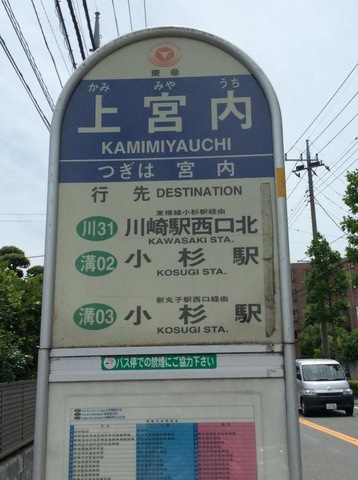 東急
かみ みや うち
上宮内
KAMIMIYAUCHI
つぎは 宮内
行先 DESTINATION
東横線小杉駅経由
川31 川崎駅西口北
KAWASAKI STA.
溝02 小杉駅
KOSUGI STA.
新丸子駅西口経由
溝03 小杉駅
KOSUGI STA.
バス停での禁煙にご協力下さい